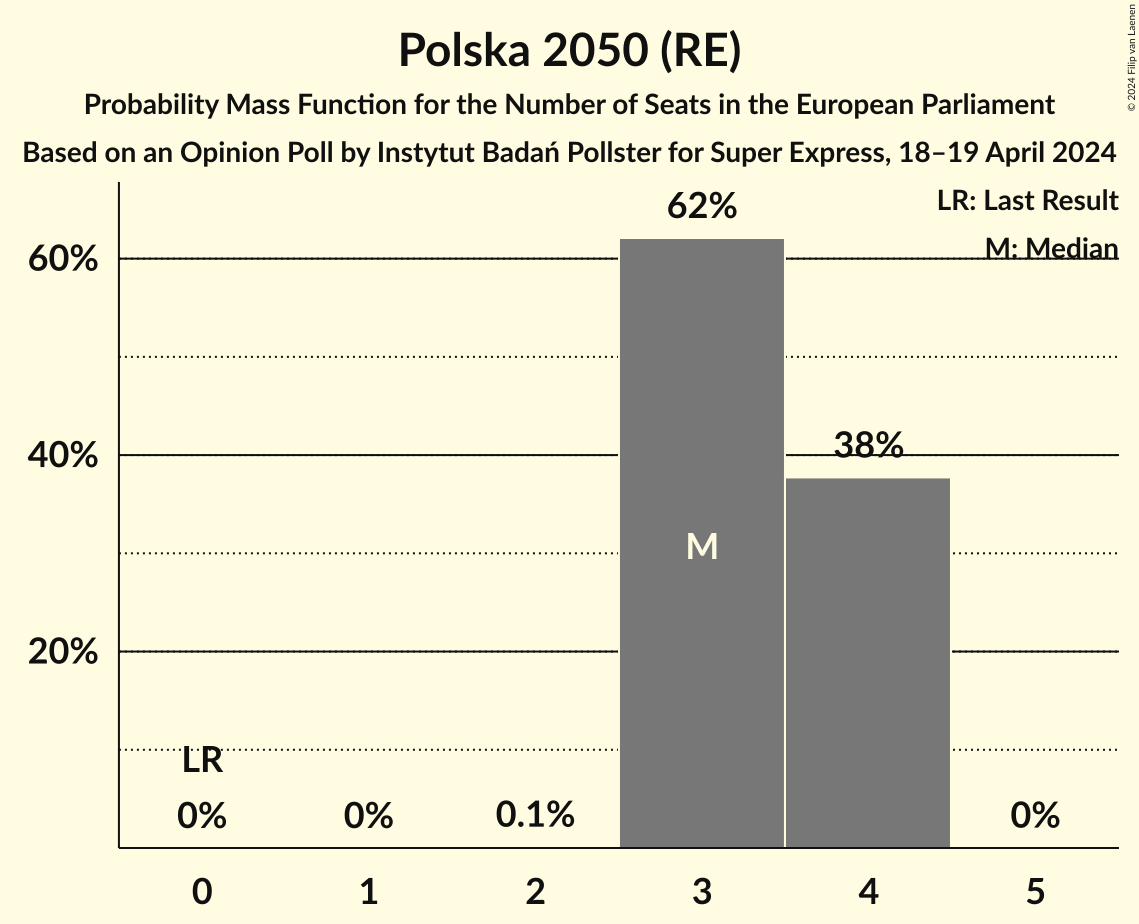 Polska 2050 (RE)
Probability Mass Function for the Number of Seats in the European Parliament
Based on an Opinion Poll by Instytut Badań Pollster for Super Express, 18–19 April 2024
© 2024 Filip van Laenen
LR: Last Result
M: Median
62%
60%
38%
40%
M
20%
LR
0% 0% 0.1% 0%
0 1 2 3 4 5